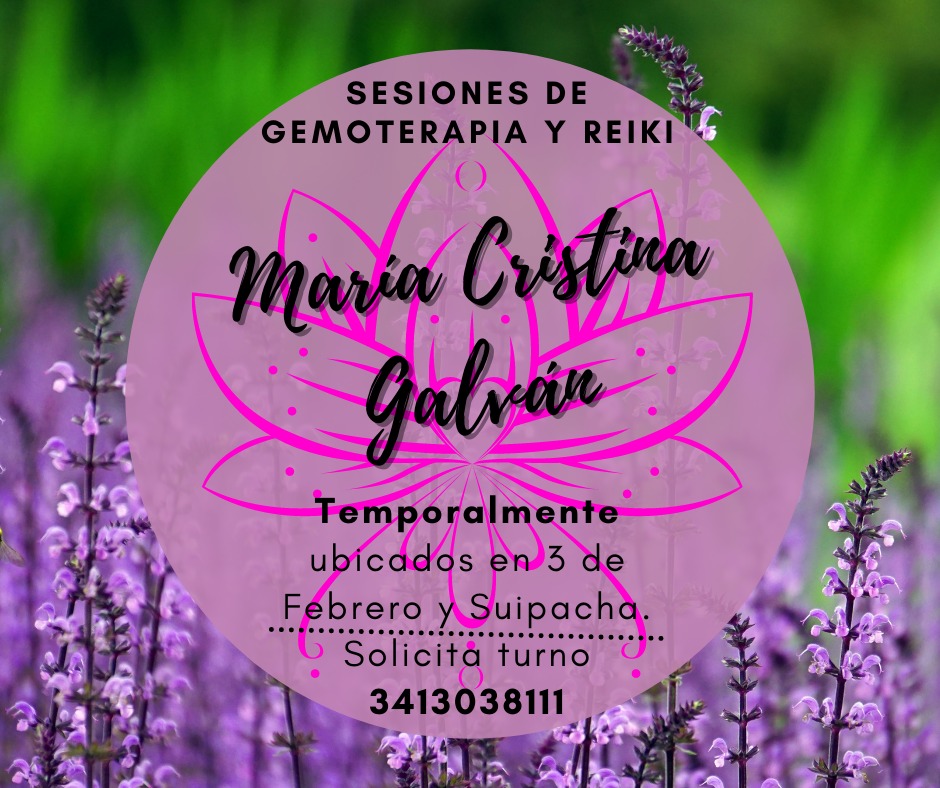 SESIONES DE
GEMOTERAPIA Y REIKI
María Cristina
Galván
Temporalmente
ubicados en 3 de
Febrero y Suipacha.
Solicita turno
3413038111